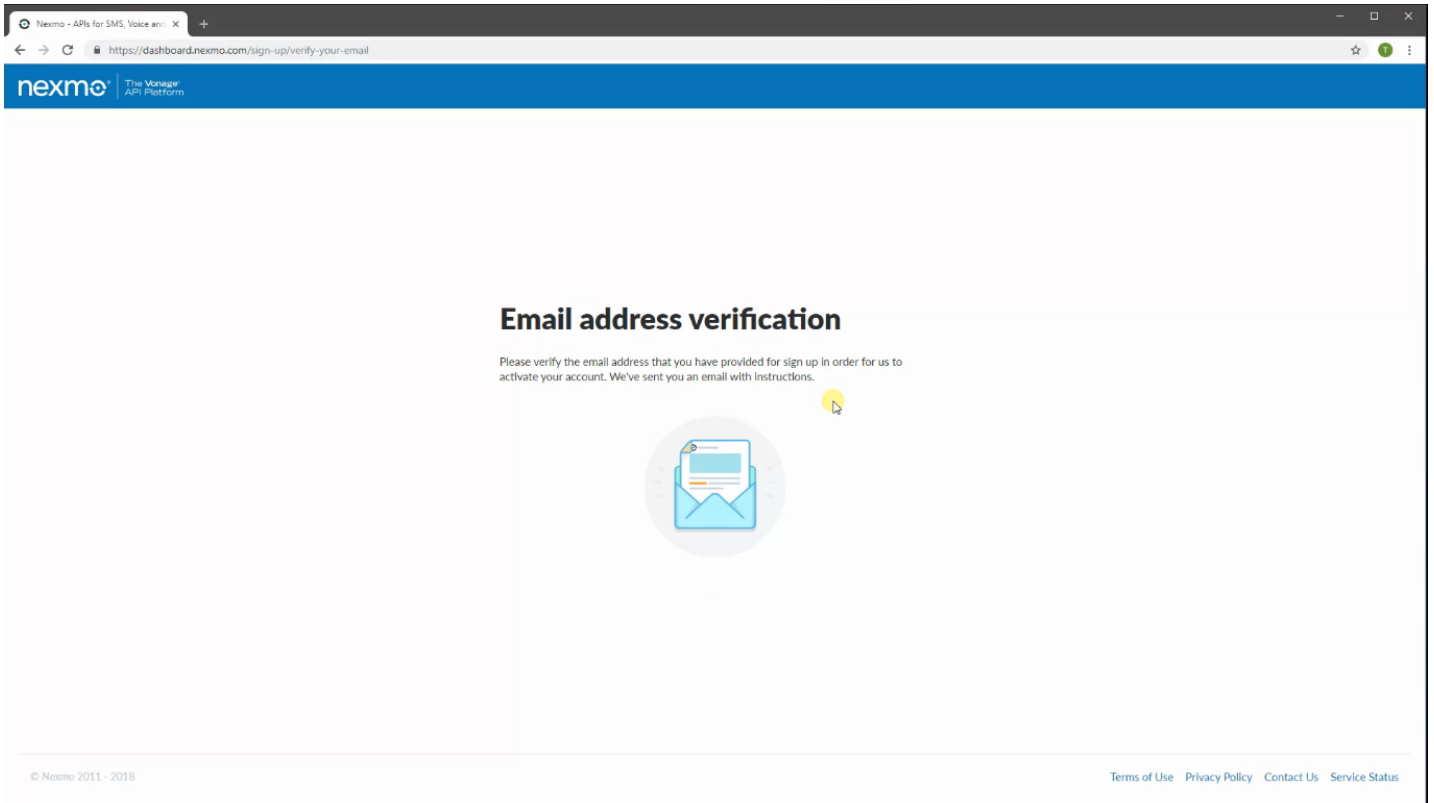 Nexmo - APIs for SMS, Voice and
https://dashboard.nexmo.com/sign-up/verify-your-email
T
nexmo
The Vonage®
API Platform
Email address verification
Please verify the email address that you have provided for sign up in order for us to
activate your account. We've sent you an email with instructions.
© Nexmo 2011 - 2018
Terms of Use Privacy Policy Contact Us Service Status